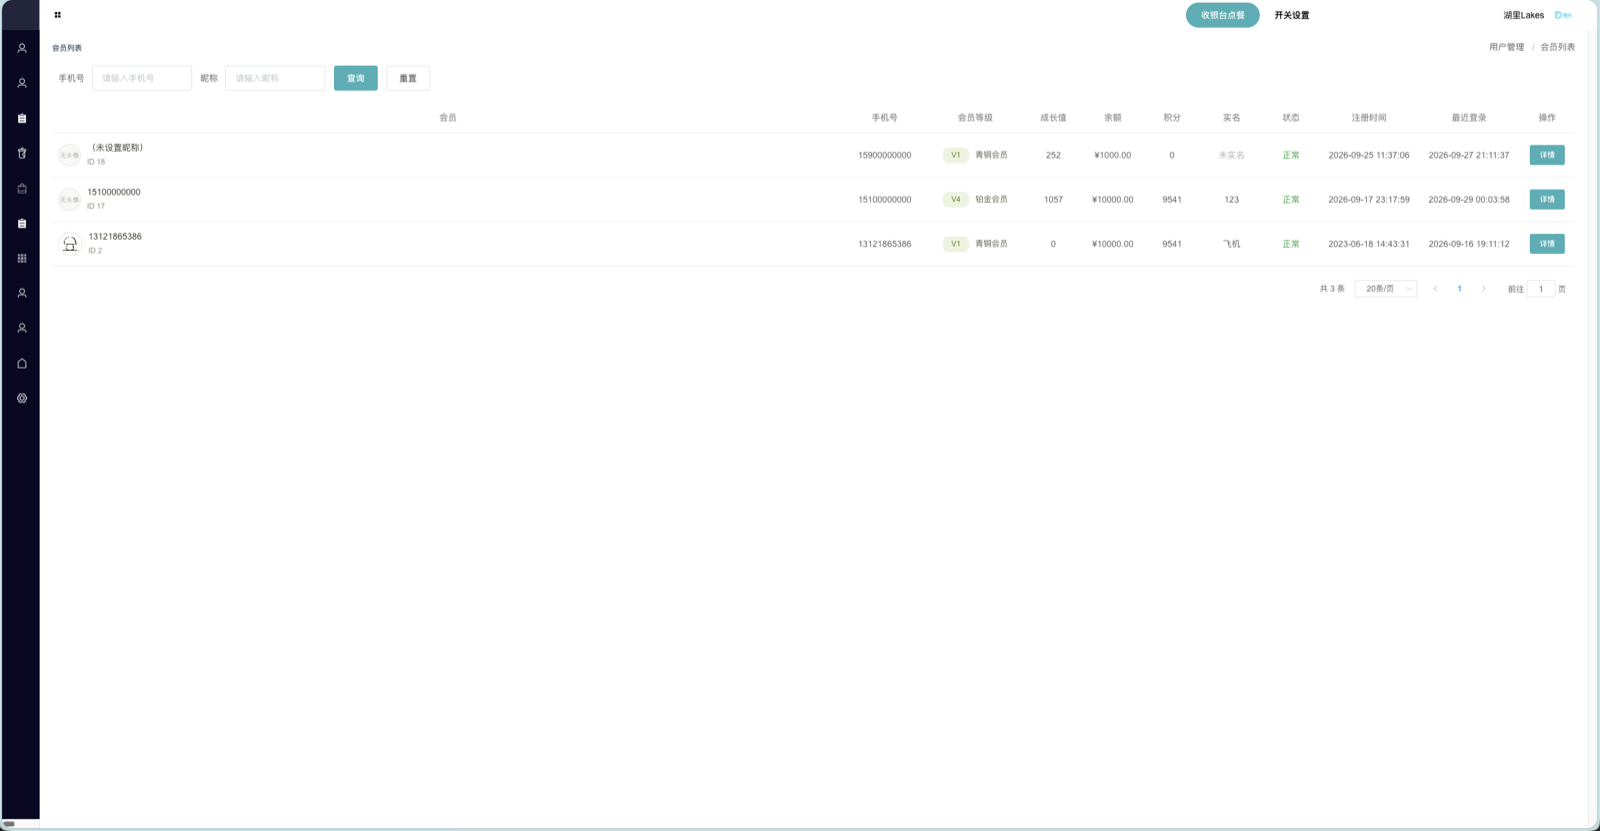 收银台点餐 开关设置 湖里Lakes
会员列表 用户管理 / 会员列表
手机号 请输入手机号 昵称 请输入昵称 查询 重置
会员 手机号 会员等级 成长值 余额 积分 实名 状态 注册时间 最近登录 操作
无头像 （未设置昵称） ID 18 15900000000 V1 青铜会员 252 ¥1000.00 0 未实名 正常 2026-09-25 11:37:06 2026-09-27 21:11:37 详情
无头像 15100000000 ID 17 15100000000 V4 铂金会员 1057 ¥10000.00 9541 123 正常 2026-09-17 23:17:59 2026-09-29 00:03:58 详情
13121865386 ID 2 13121865386 V1 青铜会员 0 ¥10000.00 9541 飞机 正常 2023-06-18 14:43:31 2026-09-16 19:11:12 详情
共 3 条 20条/页 1 前往 1 页